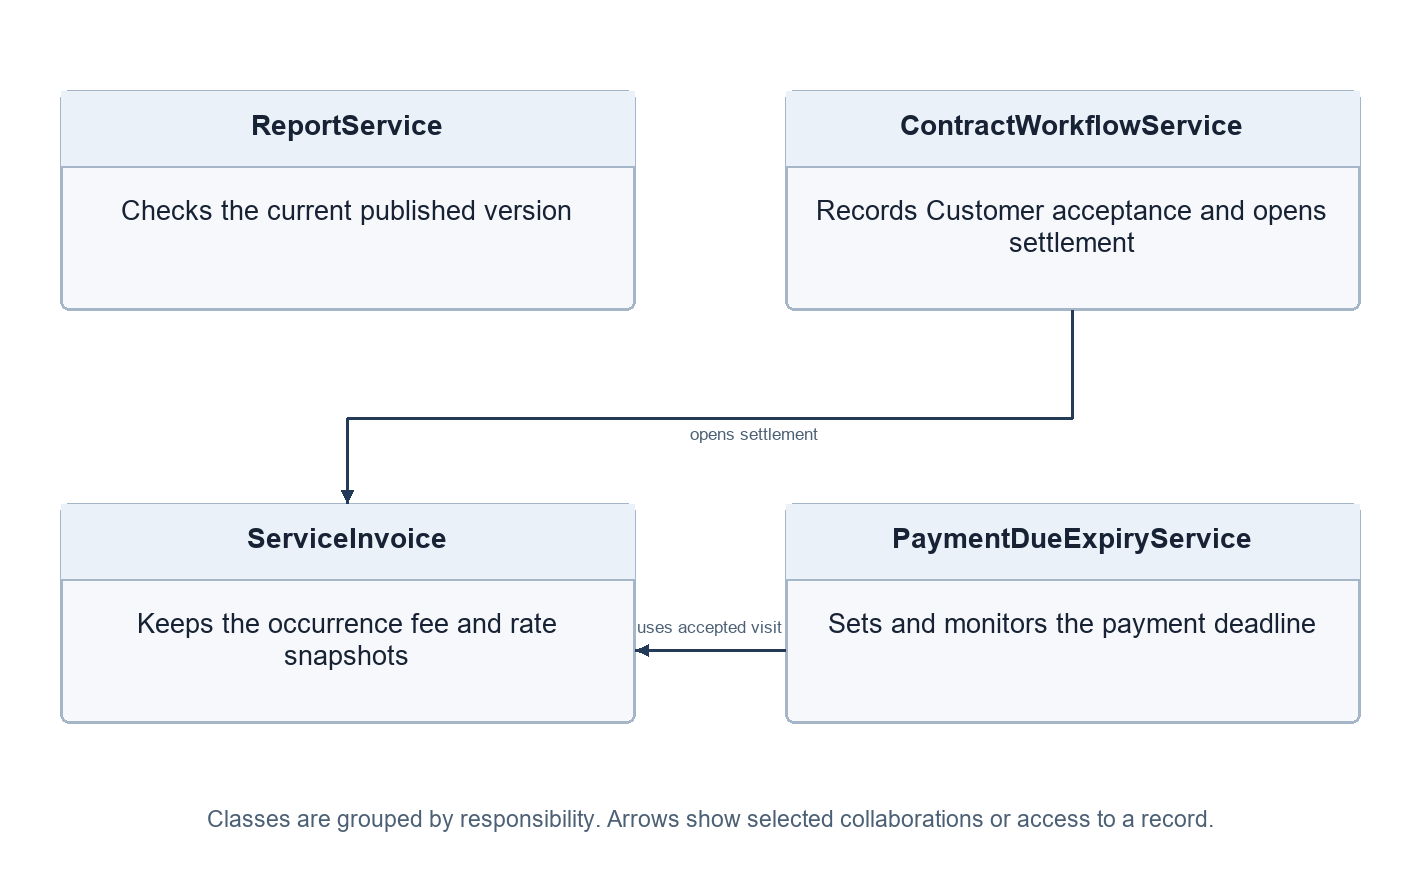 ReportService
Checks the current published version
ContractWorkflowService
Records Customer acceptance and opens
settlement
opens settlement
ServiceInvoice
Keeps the occurrence fee and rate
snapshots
uses accepted visit
PaymentDueExpiryService
Sets and monitors the payment deadline
Classes are grouped by responsibility. Arrows show selected collaborations or access to a record.